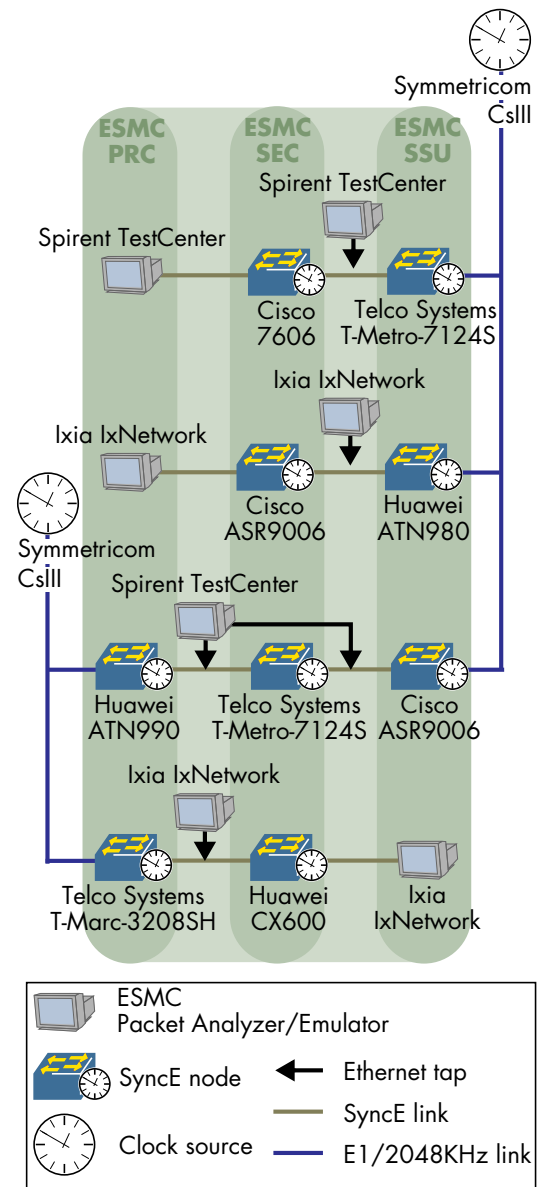 Symmetricom
CsIII
ESMC
PRC
ESMC
SEC
ESMC
SSU
Spirent TestCenter
Spirent TestCenter
Cisco
7606
Telco Systems
T-Metro-7124S
Ixia IxNetwork
Ixia IxNetwork
Cisco
ASR9006
Huawei
ATN980
Symmetricom
CsIII
Spirent TestCenter
Huawei
ATN990
Telco Systems
T-Metro-7124S
Cisco
ASR9006
Ixia IxNetwork
Telco Systems
T-Marc-3208SH
Huawei
CX600
Ixia
IxNetwork
ESMC
Packet Analyzer/Emulator
SyncE node
Ethernet tap
SyncE link
Clock source
E1/2048KHz link